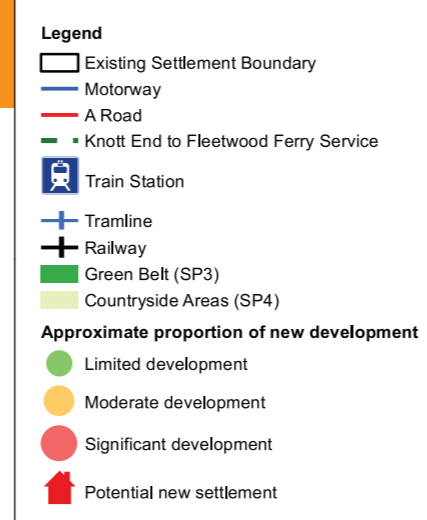 Legend
Existing Settlement Boundary
Motorway
A Road
Knott End to Fleetwood Ferry Service
Train Station
Tramline
Railway
Green Belt (SP3)
Countryside Areas (SP4)
Approximate proportion of new development
Limited development
Moderate development
Significant development
Potential new settlement